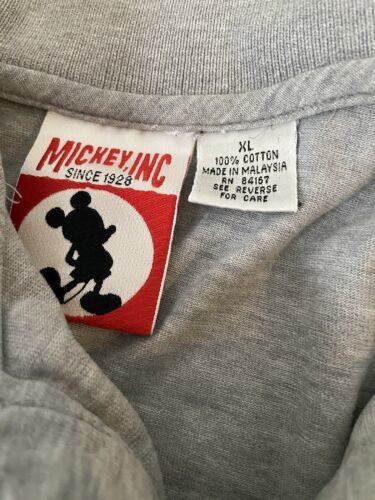 MICKEY, INC
SINCE 1928
XL
100% COTTON
MADE IN MALAYSIA
RN 84157
SEE REVERSE
FOR CARE